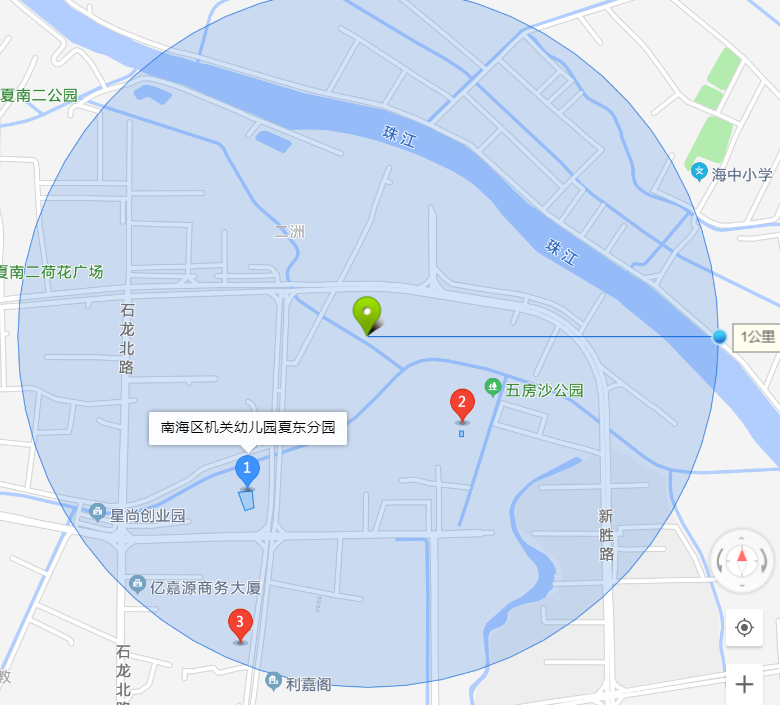 夏南二公园
珠江
海中小学
二洲
珠江
夏南二荷花广场
石龙北路
1公里
五房沙公园
2
南海区机关幼儿园夏东分园
1
星尚创业园
新胜路
亿嘉源商务大厦
3
石龙北路
利嘉阁
教